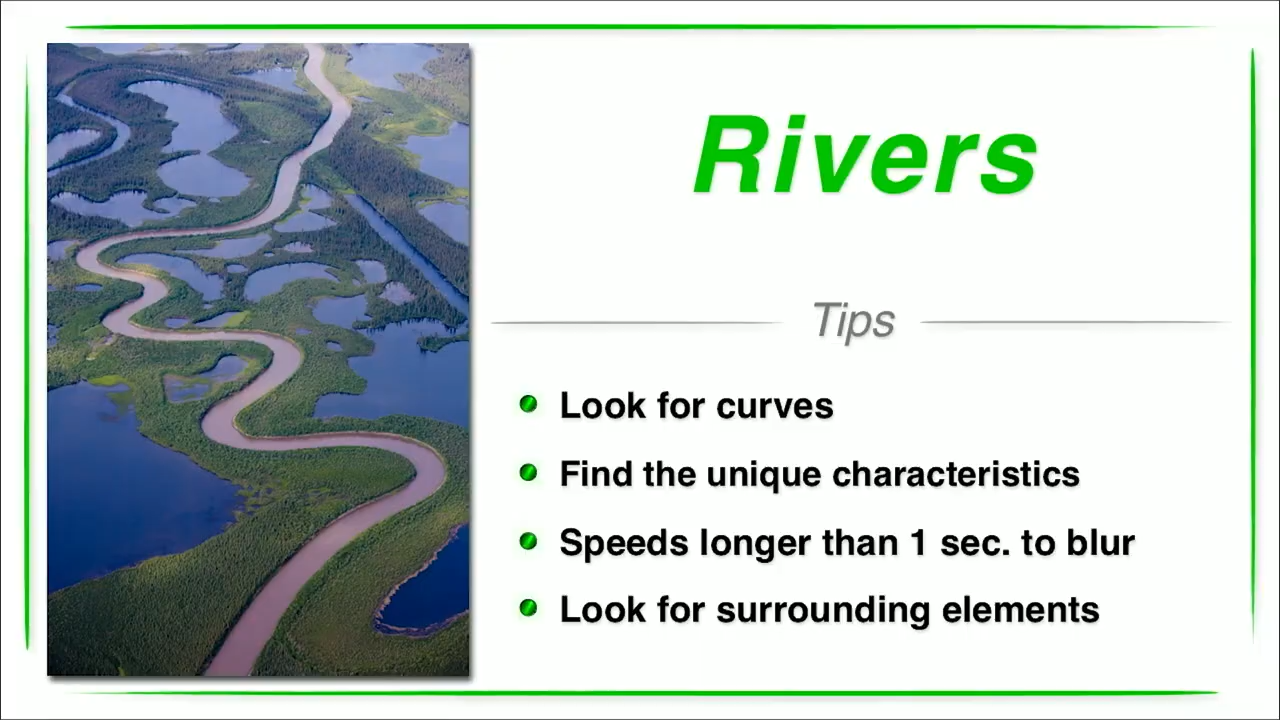 Rivers
Tips
Look for curves
Find the unique characteristics
Speeds longer than 1 sec. to blur
Look for surrounding elements